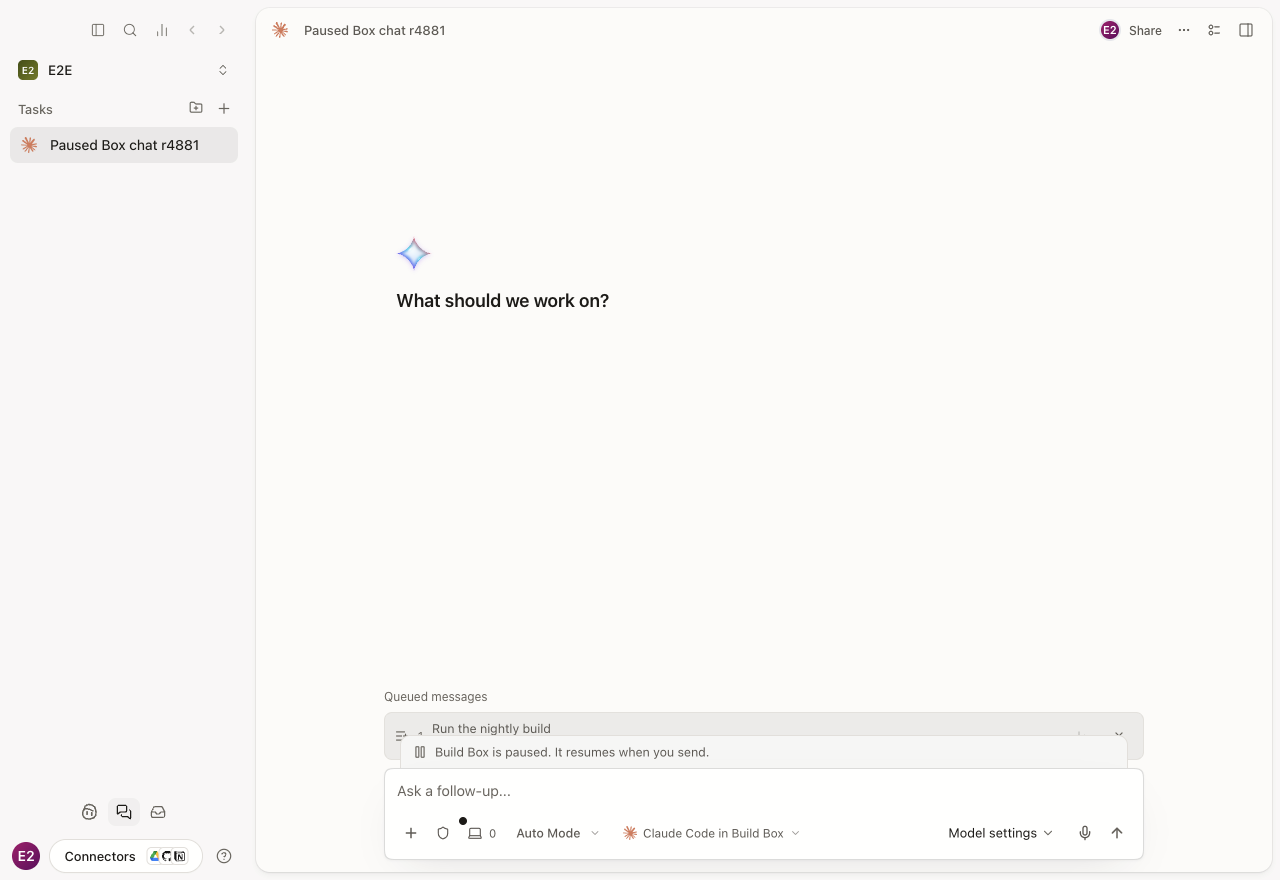 Paused Box chat r4881
E2 Share
E2 E2E
Tasks
Paused Box chat r4881
What should we work on?
Queued messages
Run the nightly build
Build Box is paused. It resumes when you send.
Ask a follow-up...
0 Auto Mode Claude Code in Build Box Model settings
E2 Connectors